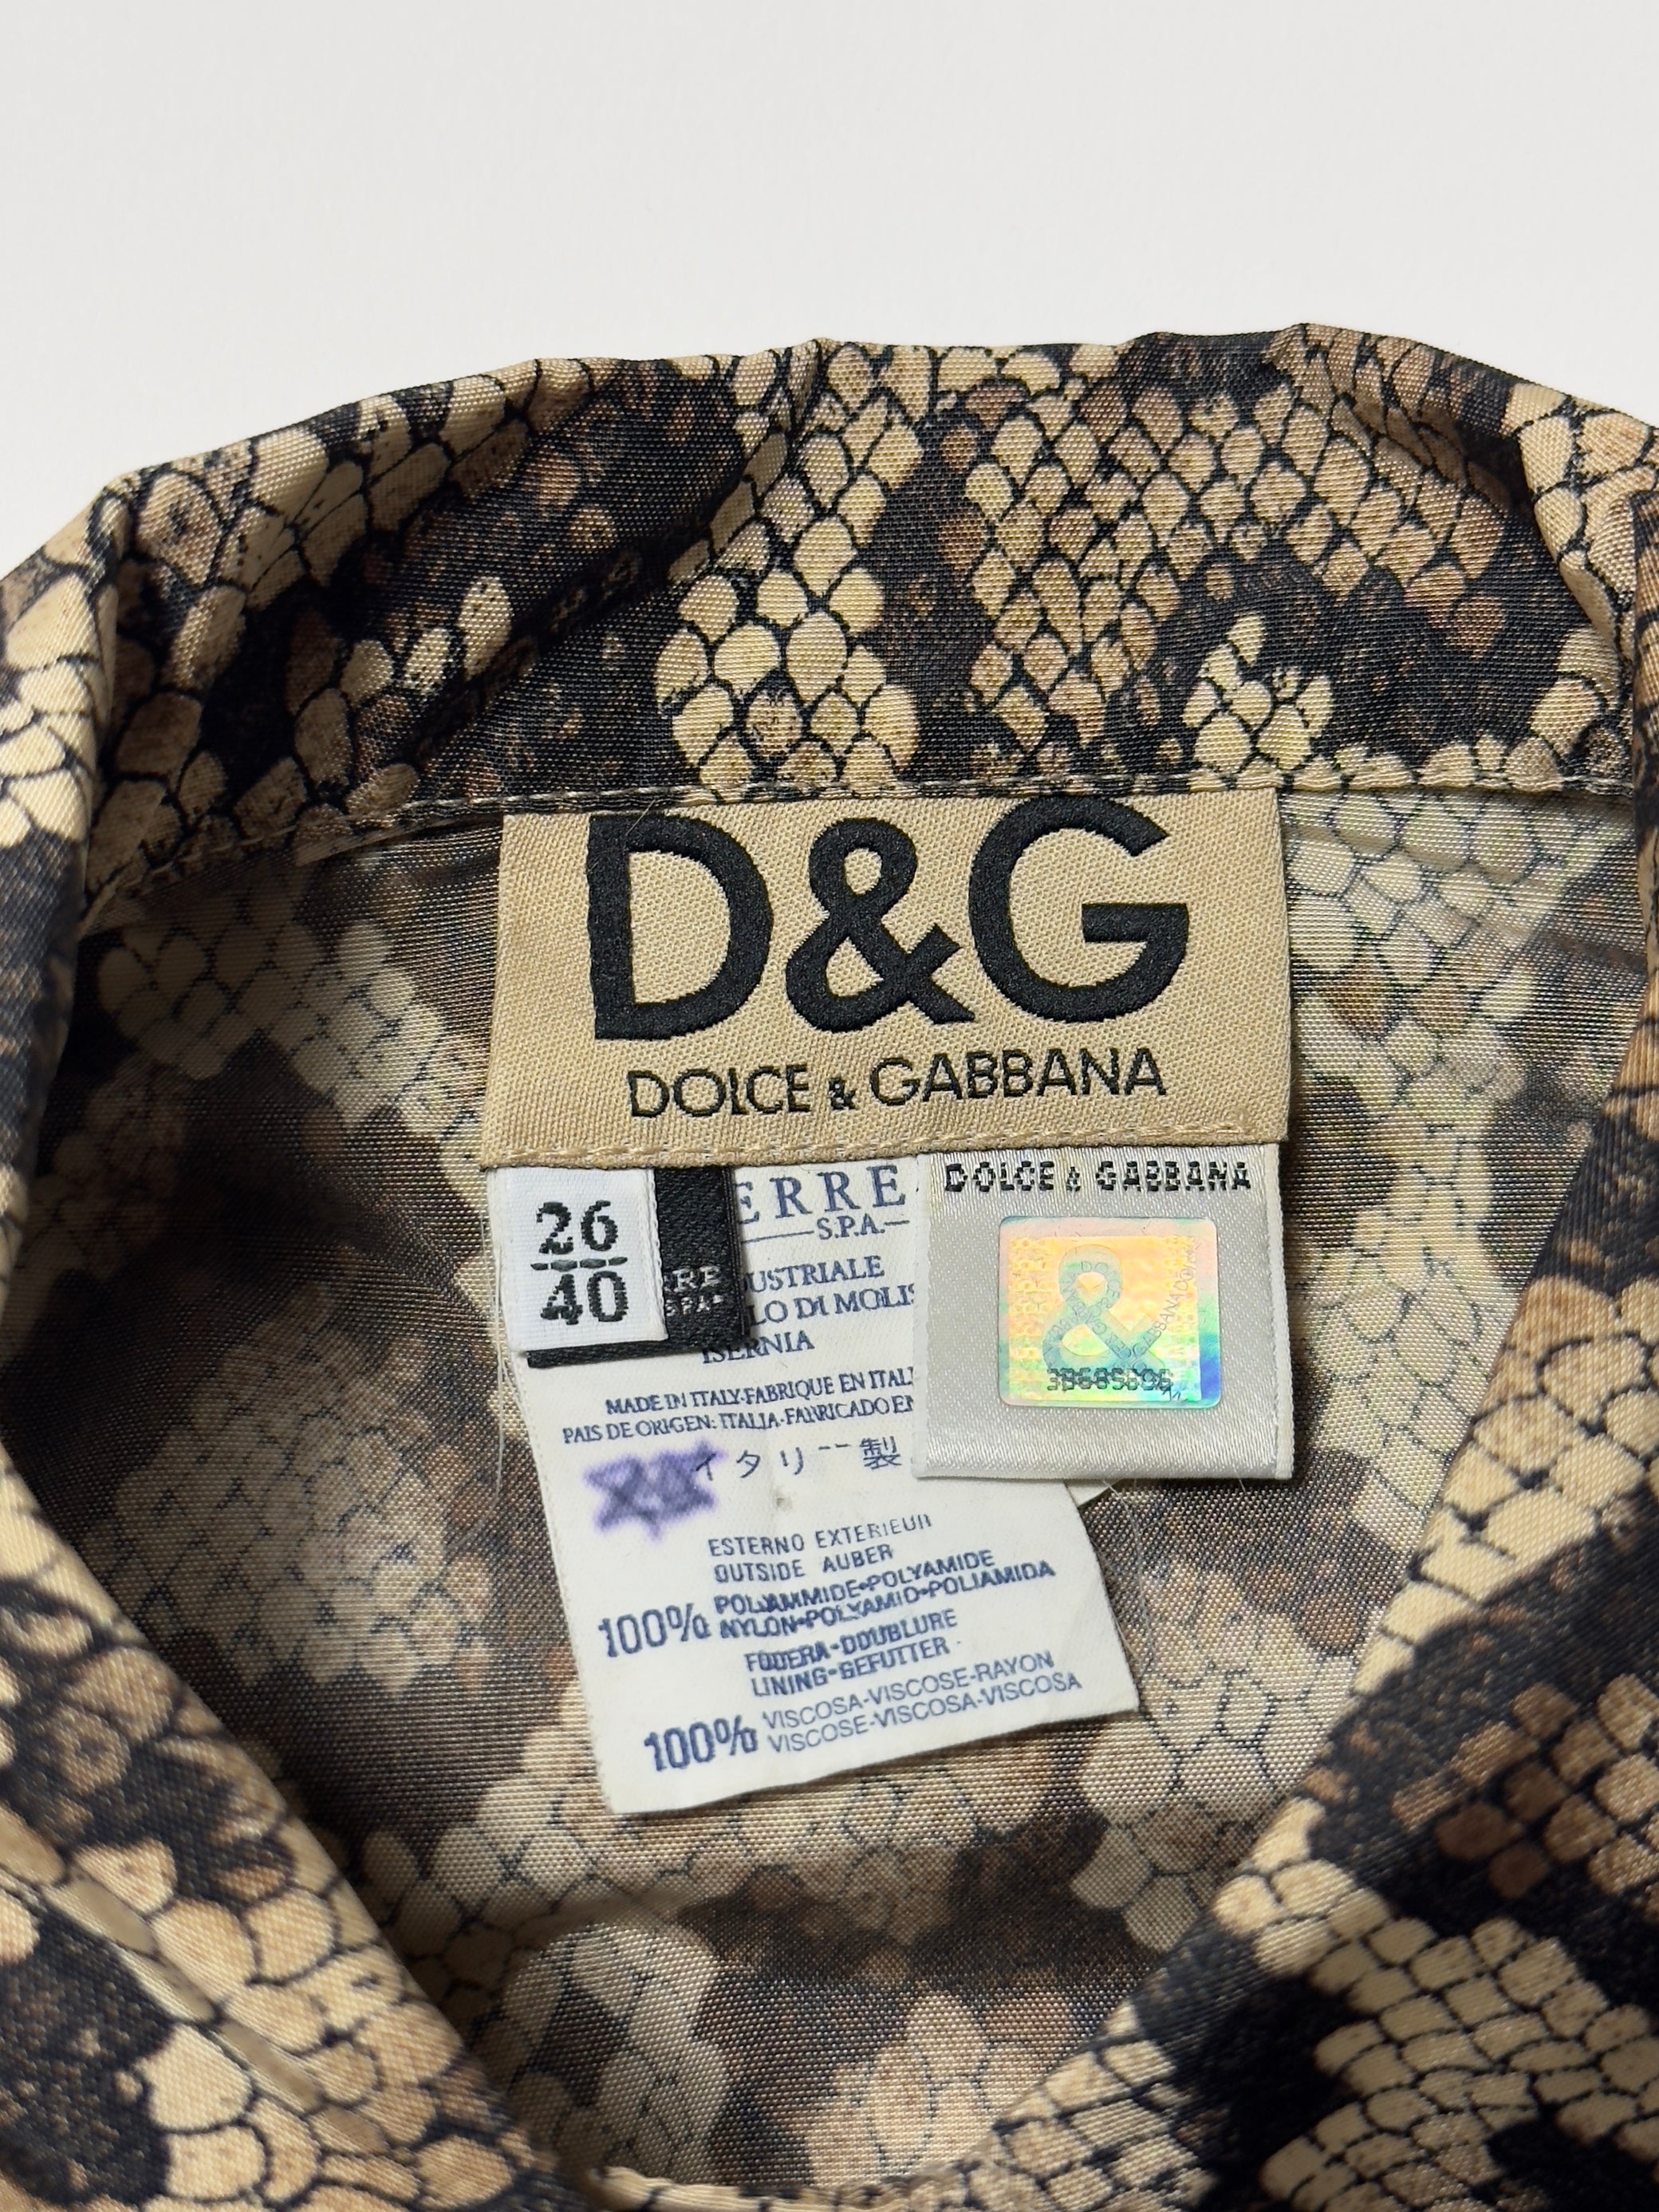 D&G
DOLCE & GABBANA
26
40
ERRE
S.P.A.
USTRIALE
LO DI MOLIS
ISERNIA
MADE IN ITALY-FABRIQUE EN ITAL
PAIS DE ORIGEN: ITALIA-FABRICADO EN
イタリー製
ESTERNO EXTERIEUR
OUTSIDE AUBER
100% POLYAMMIDE•POLYAMIDE
NYLON•POLYAMID•POLIAMIDA
FODERA-DOUBLURE
LINING-GEFUTTER
100% VISCOSA-VISCOSE-RAYON
VISCOSE-VISCOSA-VISCOSA
DOLCE & GABBANA